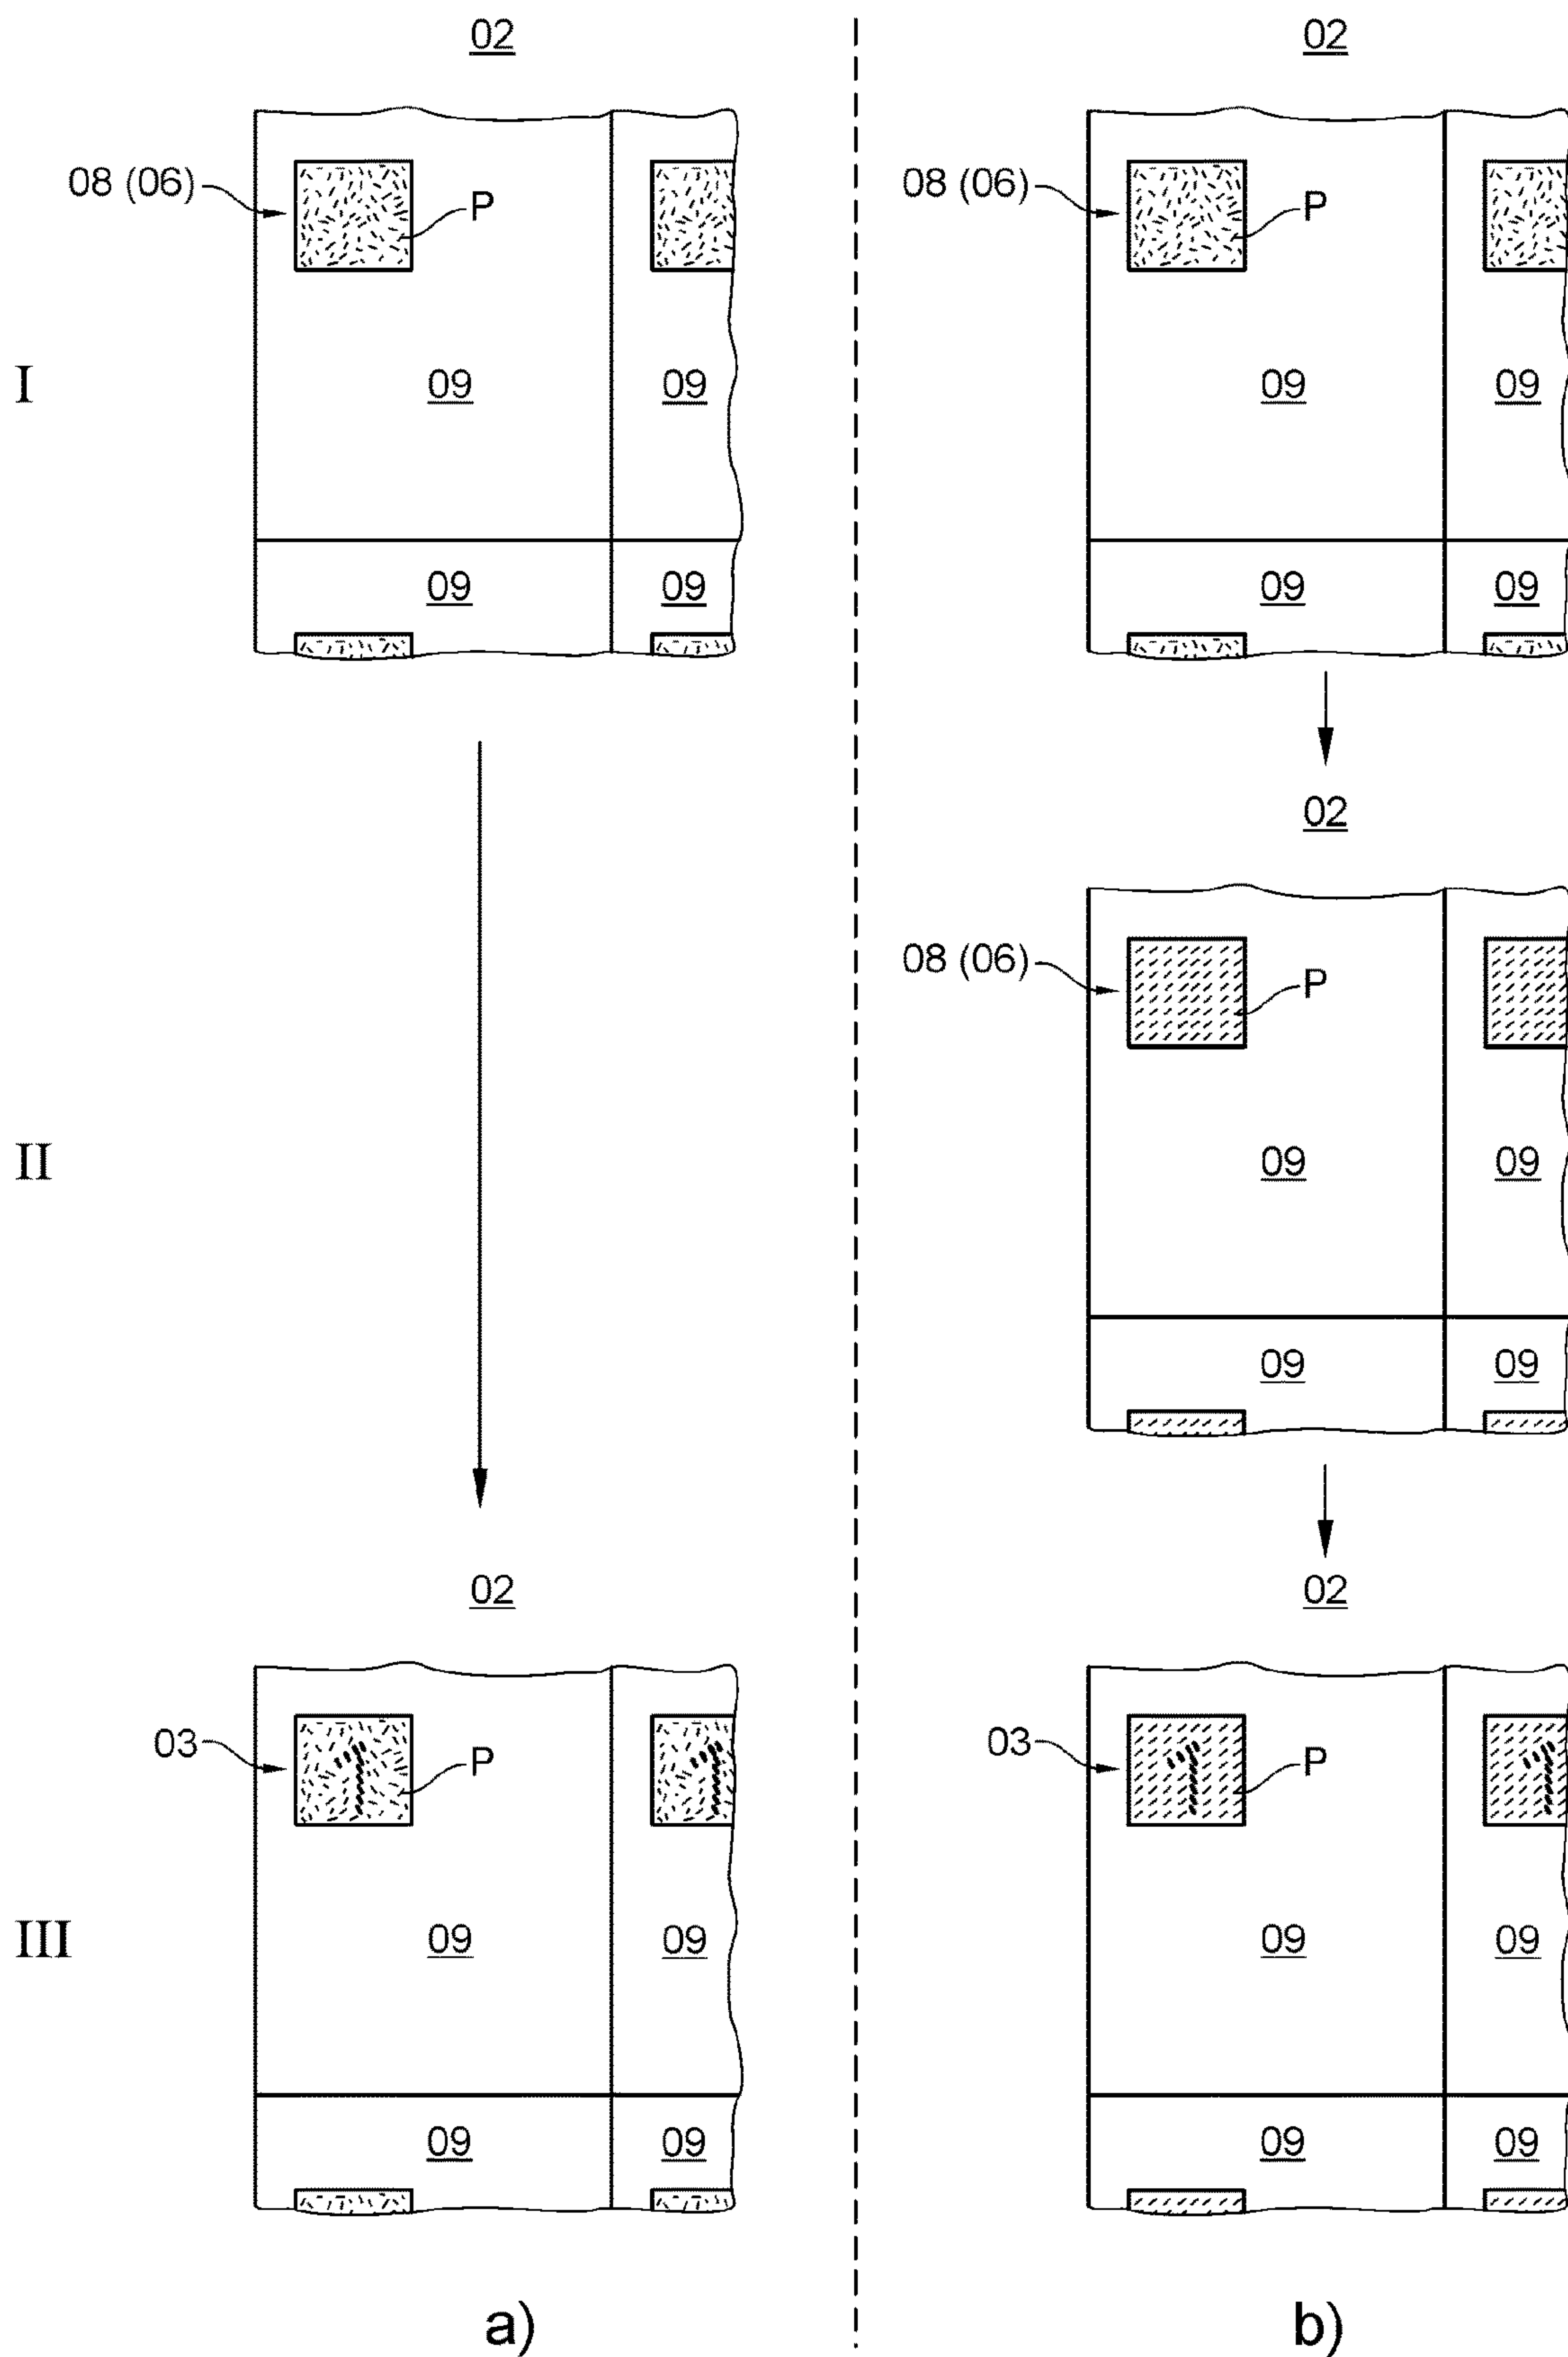 02 02
08 (06) P 08 (06) P
I 09 09 09 09
09 09 09 09
02
08 (06) P
II 09 09
09 09
02 02
03 P 03 P
III 09 09 09 09
09 09 09 09
a) b)